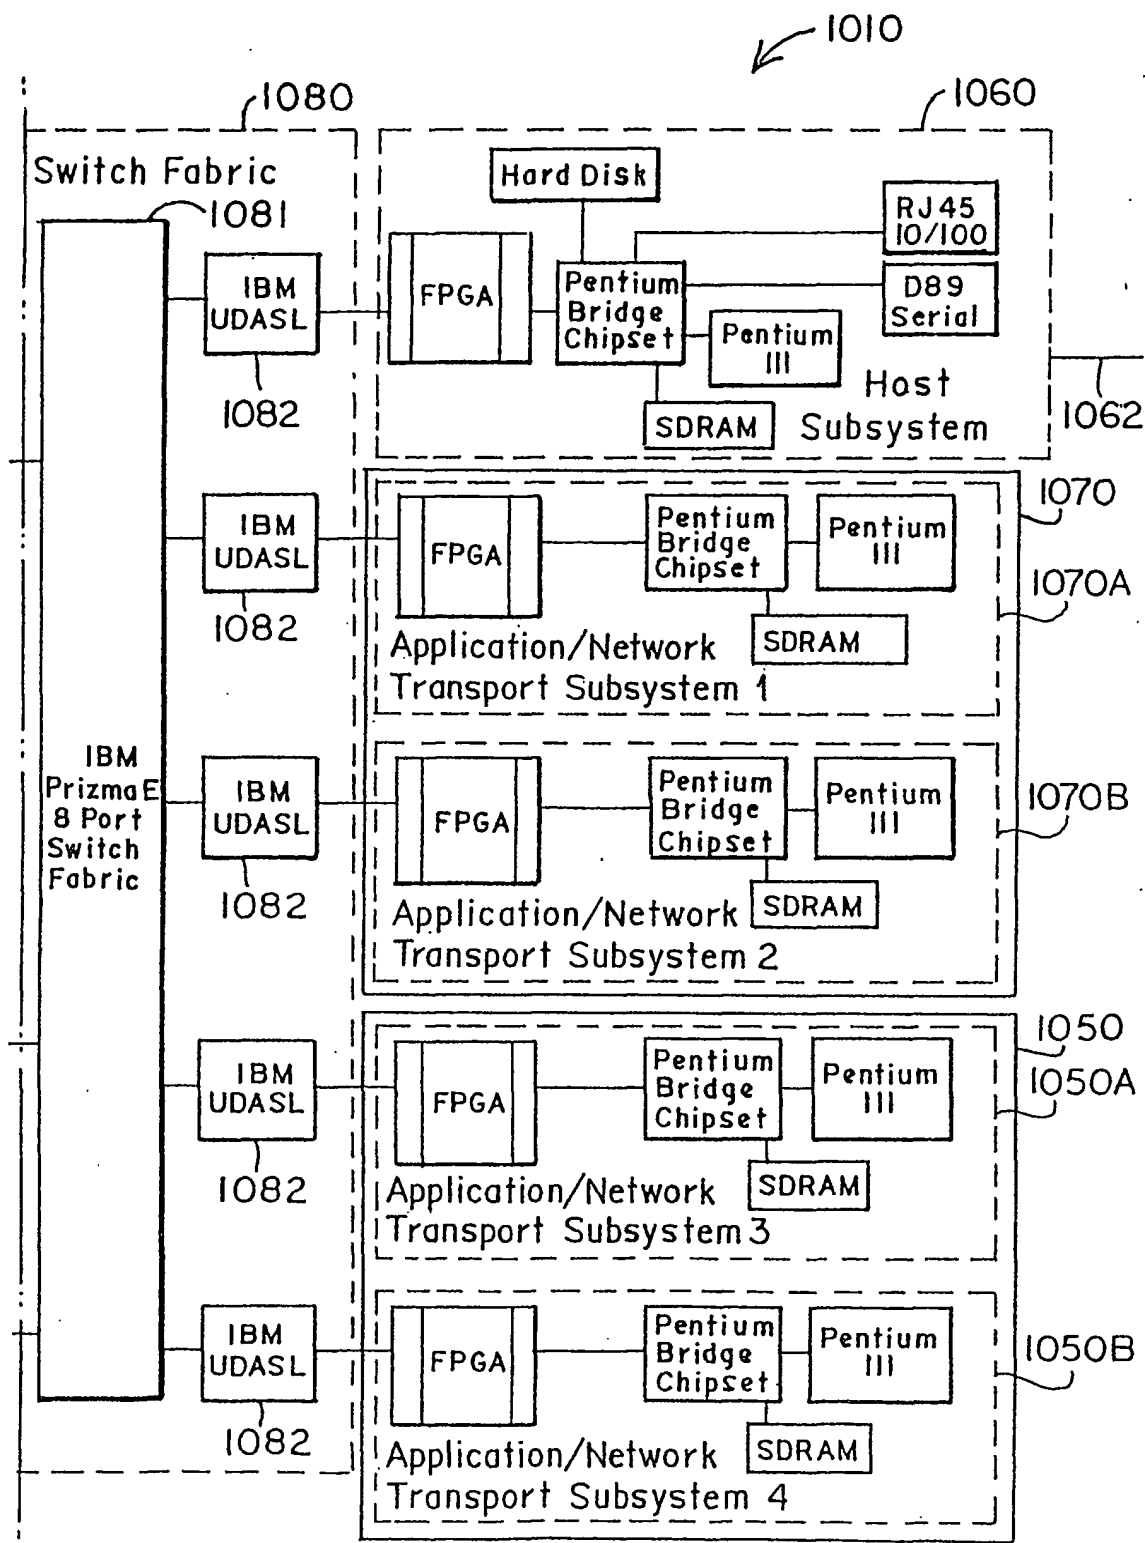 1010
1080
1060
Switch Fabric
1081
Hard Disk
RJ45
10/100
IBM
UDASL
FPGA
Pentium
Bridge
Chipset
D89
Serial
Pentium
III
1082
SDRAM
Host
Subsystem
1062
IBM
UDASL
1082
FPGA
Pentium
Bridge
Chipset
Pentium
III
1070
1070A
SDRAM
Application/Network
Transport Subsystem 1
IBM
PrizmaE
8 Port
Switch
Fabric
IBM
UDASL
1082
FPGA
Pentium
Bridge
Chipset
Pentium
III
1070B
SDRAM
Application/Network
Transport Subsystem 2
IBM
UDASL
1082
FPGA
Pentium
Bridge
Chipset
Pentium
III
1050
1050A
SDRAM
Application/Network
Transport Subsystem 3
IBM
UDASL
1082
FPGA
Pentium
Bridge
Chipset
Pentium
III
1050B
SDRAM
Application/Network
Transport Subsystem 4